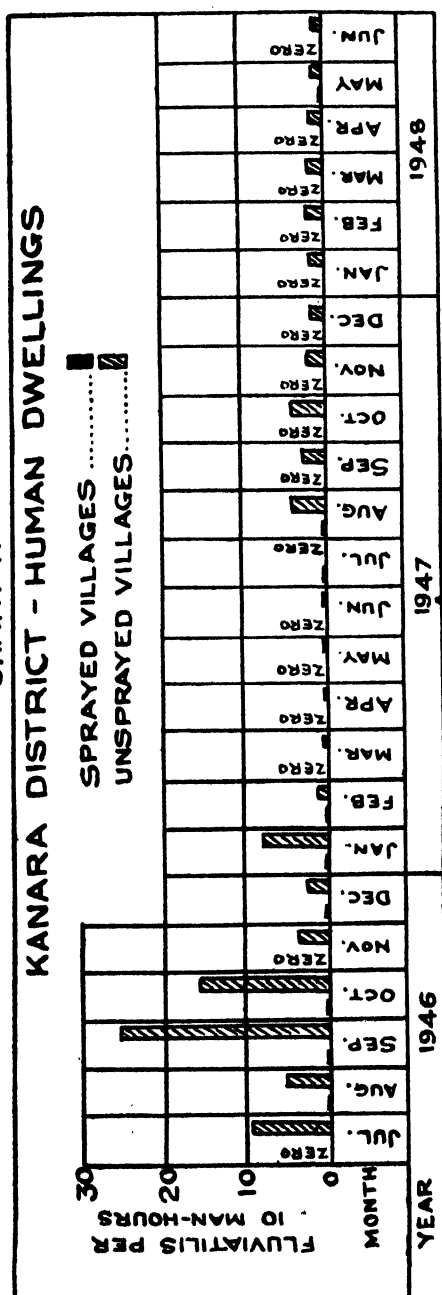 KANARA DISTRICT - HUMAN DWELLINGS
SPRAYED VILLAGES ..........
UNSPRAYED VILLAGES ..........
FLUVIATILIS PER
10 MAN-HOURS
30
20
10
0
ZERO ZERO ZERO ZERO ZERO ZERO ZERO ZERO ZERO ZERO ZERO ZERO ZERO ZERO ZERO ZERO
MONTH JUL. AUG. SEP. OCT. NOV. DEC. JAN. FEB. MAR. APR. MAY. JUN. JUL. AUG. SEP. OCT. NOV. DEC. JAN. FEB. MAR. APR. MAY JUN.
YEAR 1946 1947 1948